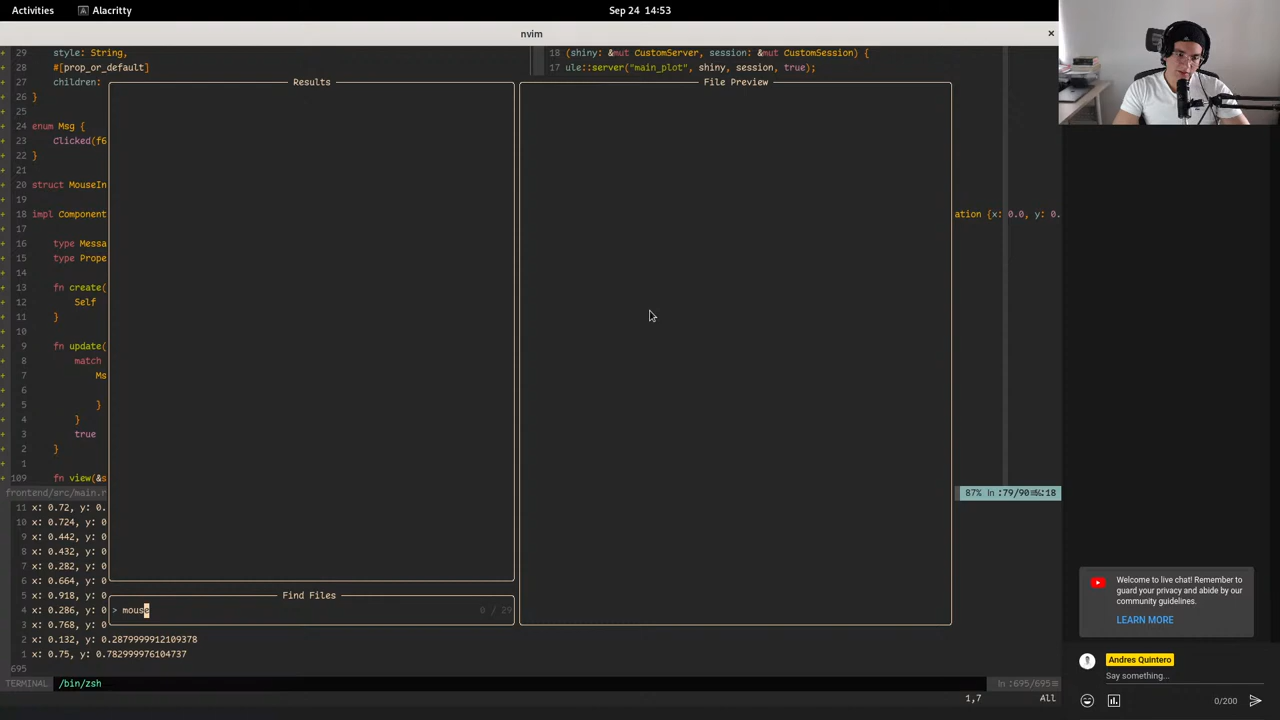 Activities
Alacritty
Sep 24 14:53
nvim
×
+ 29 style: String,
+ 28 #[prop_or_default]
+ 27 children:
+ 26 }
+ 25
+ 24 enum Msg {
+ 23 Clicked(f6
+ 22 }
+ 21
+ 20 struct MouseIn
+ 19
+ 18 impl Component
+ 17
+ 16 type Messa
+ 15 type Prope
+ 14
+ 13 fn create(
+ 12 Self
+ 11 }
+ 10
+ 9 fn update(
+ 8 match
+ 7 Ms
+ 6
+ 5 }
+ 4 }
+ 3 true
+ 2 }
+ 1
+ 109 fn view(&s
frontend/src/main.r
18 (shiny: &mut CustomServer, session: &mut CustomSession) {
17 ule::server("main_plot", shiny, session, true);
ation {x: 0.0, y: 0.
Results
File Preview
Find Files
> mouse
0 / 29
87% ln :79/90≡%:18
11 x: 0.72, y: 0.
10 x: 0.724, y: 0
9 x: 0.442, y: 0
8 x: 0.432, y: 0
7 x: 0.282, y: 0
6 x: 0.664, y: 0
5 x: 0.918, y: 0
4 x: 0.286, y: 0
3 x: 0.768, y: 0
2 x: 0.132, y: 0.2879999912109378
1 x: 0.75, y: 0.782999976104737
695
TERMINAL /bin/zsh
ln :695/695≡
1,7
All
Welcome to live chat! Remember to
guard your privacy and abide by our
community guidelines.
LEARN MORE
Andres Quintero
Say something...
0/200